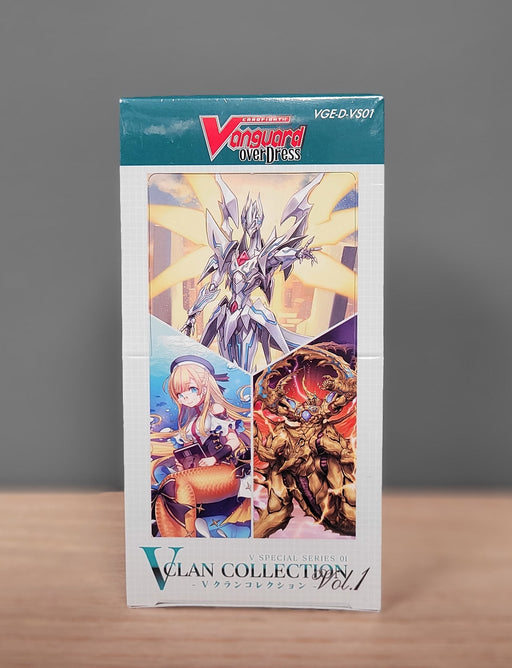 VGE-D-VS01
CARDFIGHT!!
Vanguard
overDress
V SPECIAL SERIES 01
V CLAN COLLECTION Vol.1
- Vクランコレクション -